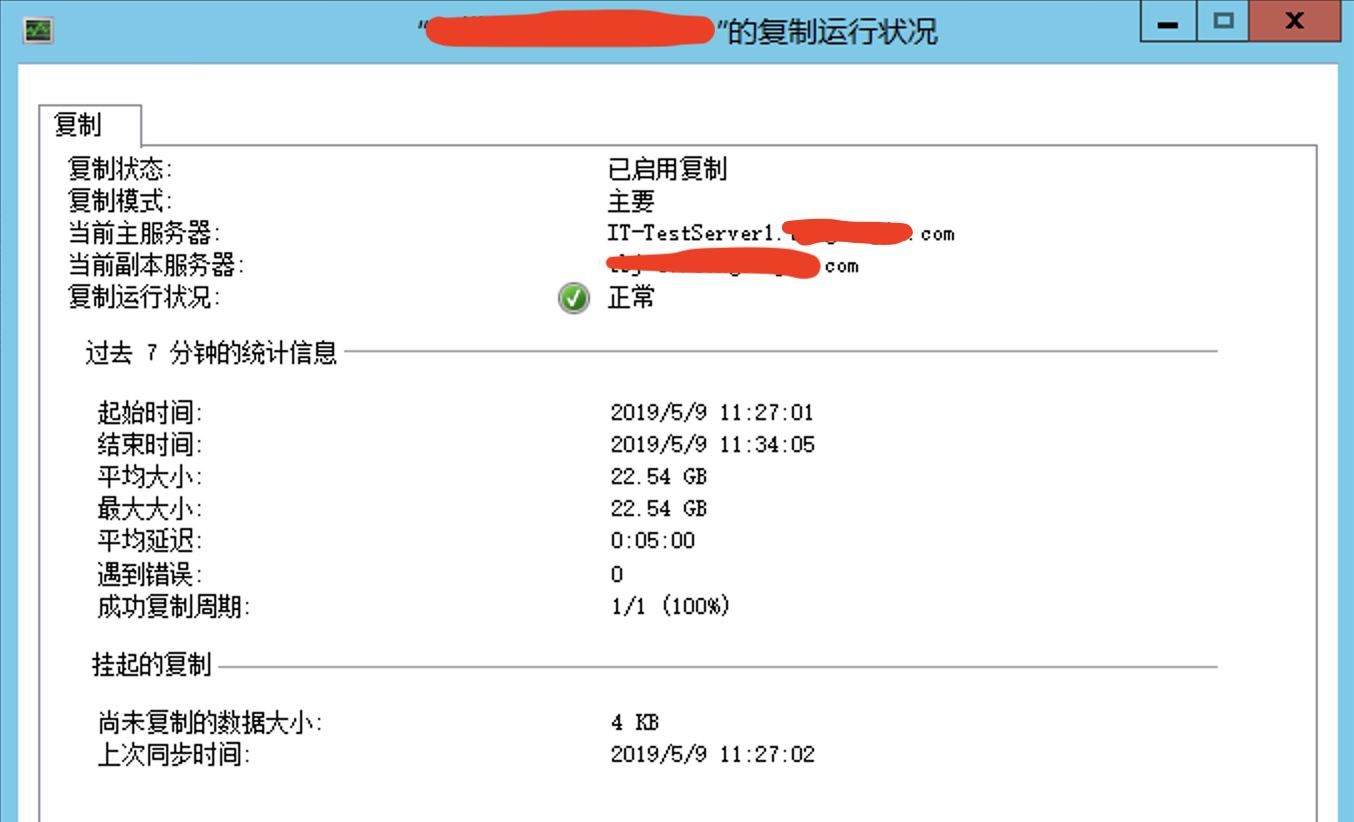 “ ”的复制运行状况
复制
复制状态: 已启用复制
复制模式: 主要
当前主服务器: IT-TestServer1. .com
当前副本服务器: .com
复制运行状况: 正常
过去 7 分钟的统计信息
起始时间: 2019/5/9 11:27:01
结束时间: 2019/5/9 11:34:05
平均大小: 22.54 GB
最大大小: 22.54 GB
平均延迟: 0:05:00
遇到错误: 0
成功复制周期: 1/1 (100%)
挂起的复制
尚未复制的数据大小: 4 KB
上次同步时间: 2019/5/9 11:27:02